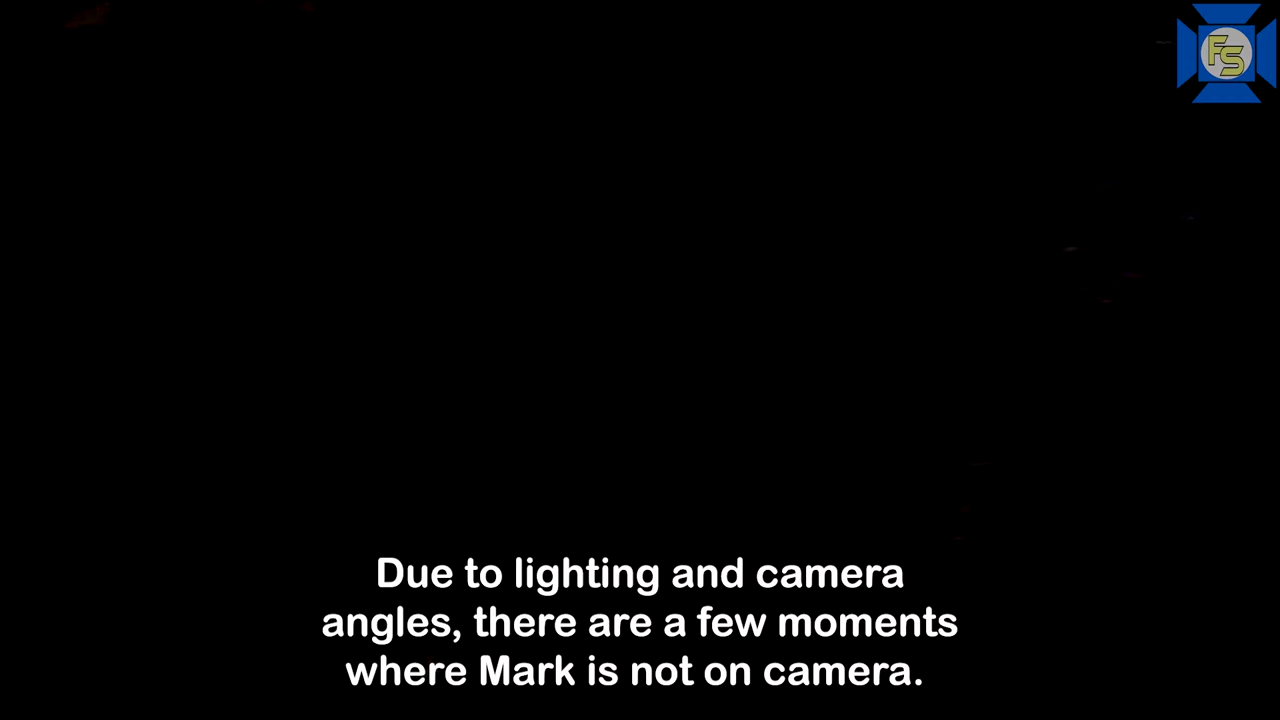 FS
Due to lighting and camera
angles, there are a few moments
where Mark is not on camera.